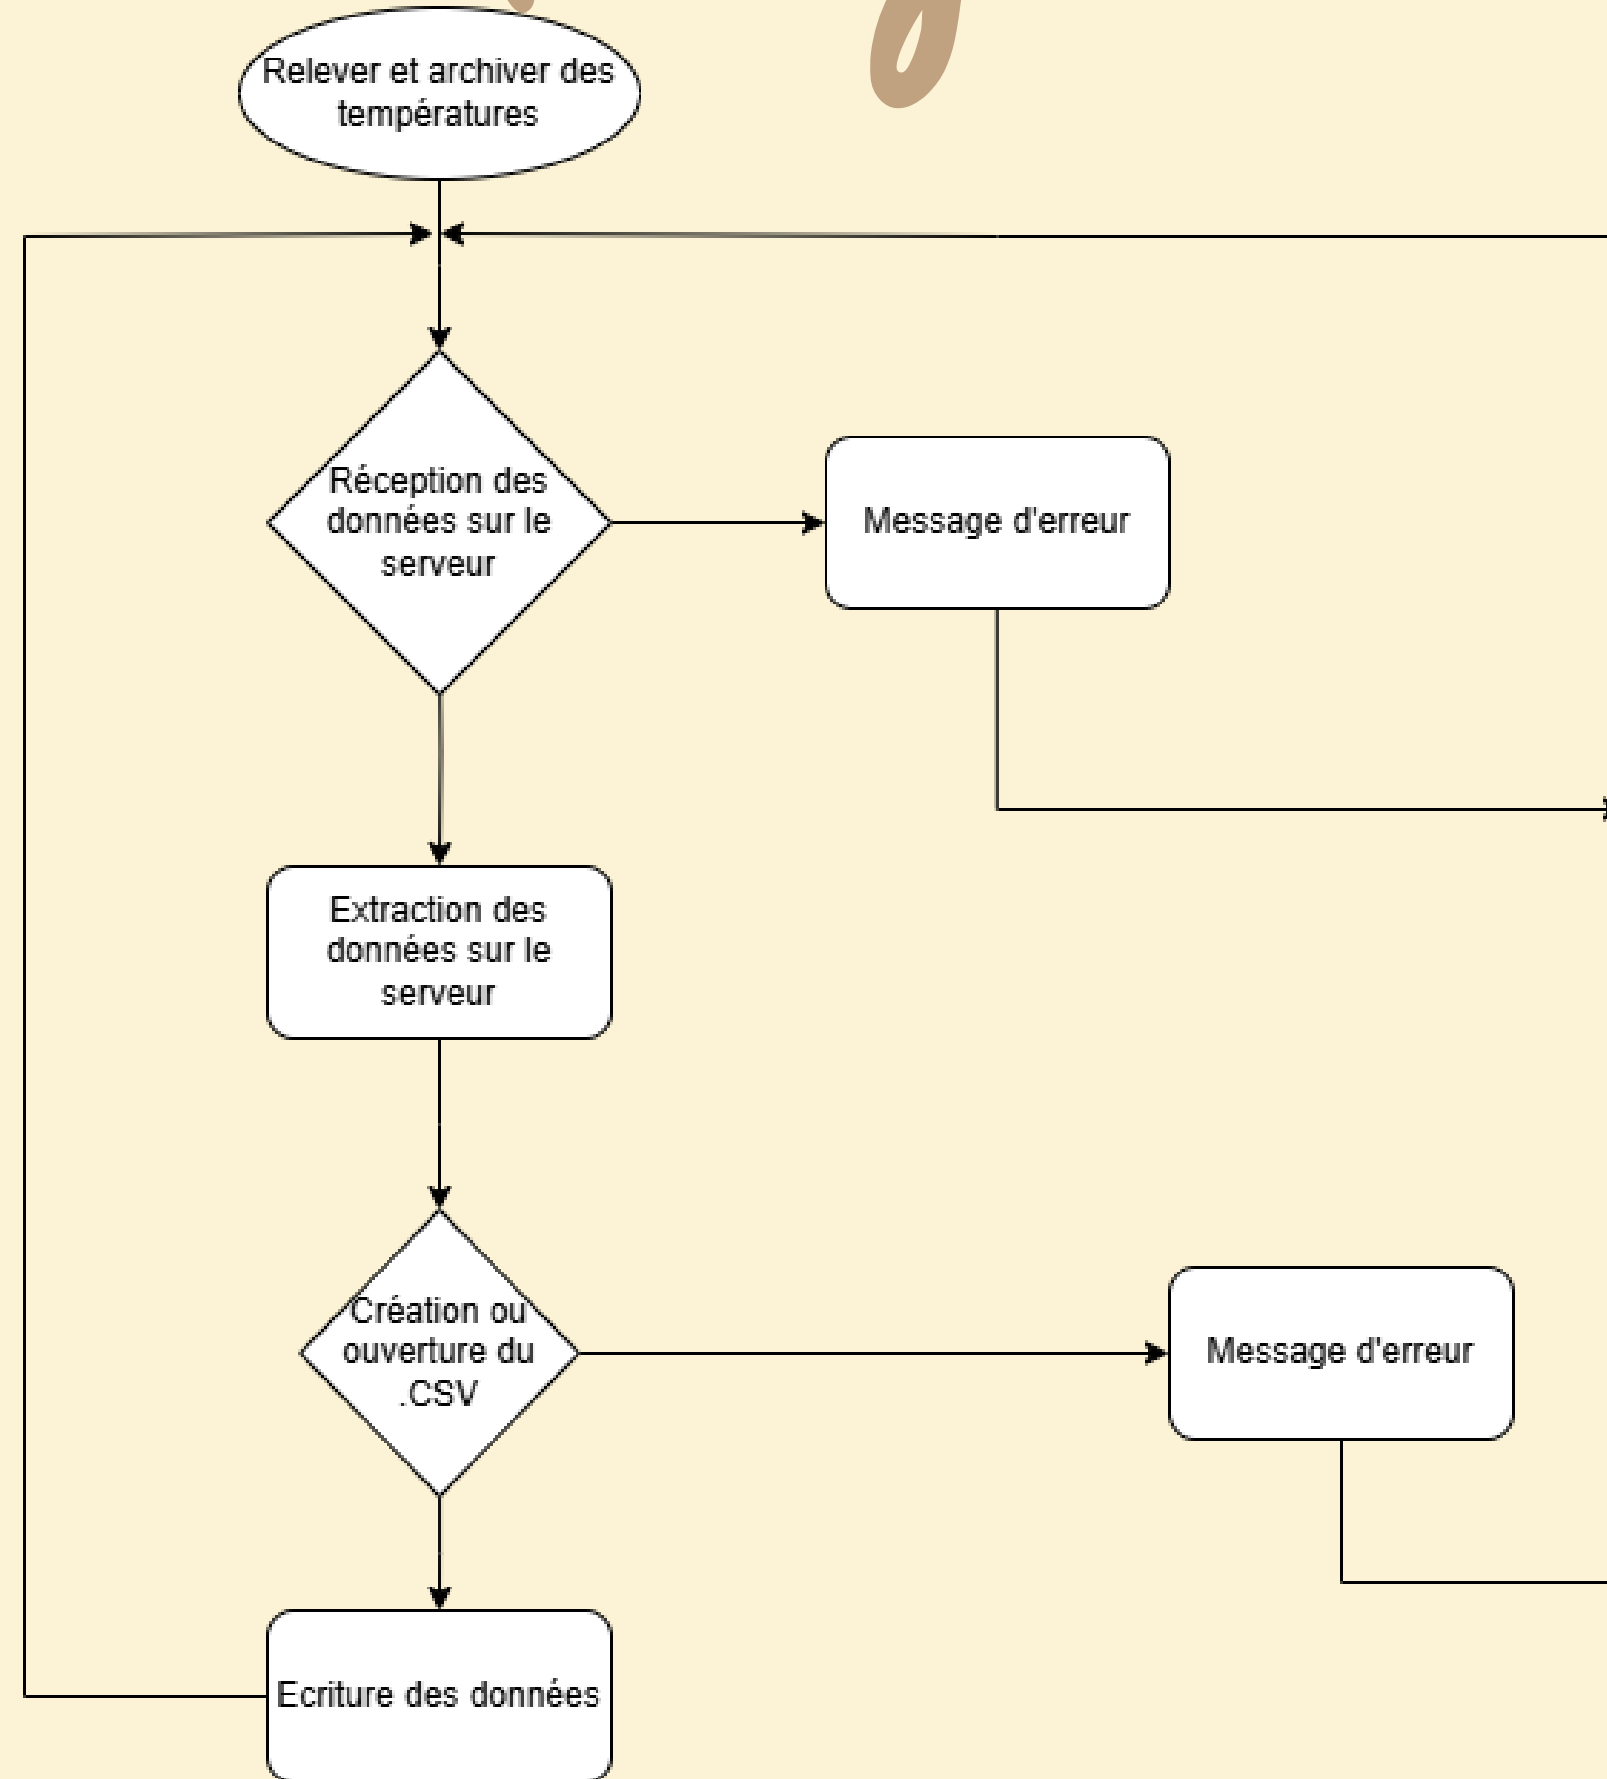 Relever et archiver des
températures
Réception des
données sur le
serveur
Message d'erreur
Extraction des
données sur le
serveur
Création ou
ouverture du
.CSV
Message d'erreur
Ecriture des données